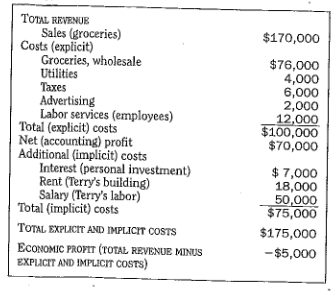 TOTAL REVENUE
Sales (groceries) $170,000
Costs (explicit)
Groceries, wholesale $76,000
Utilities 4,000
Taxes 6,000
Advertising 2,000
Labor services (employees) 12,000
Total (explicit) costs $100,000
Net (accounting) profit $70,000
Additional (implicit) costs
Interest (personal investment) $ 7,000
Rent (Terry's building) 18,000
Salary (Terry's labor) 50,000
Total (implicit) costs $75,000
TOTAL EXPLICIT AND IMPLICIT COSTS $175,000
ECONOMIC PROFIT (TOTAL REVENUE MINUS -$5,000
EXPLICIT AND IMPLICIT COSTS)